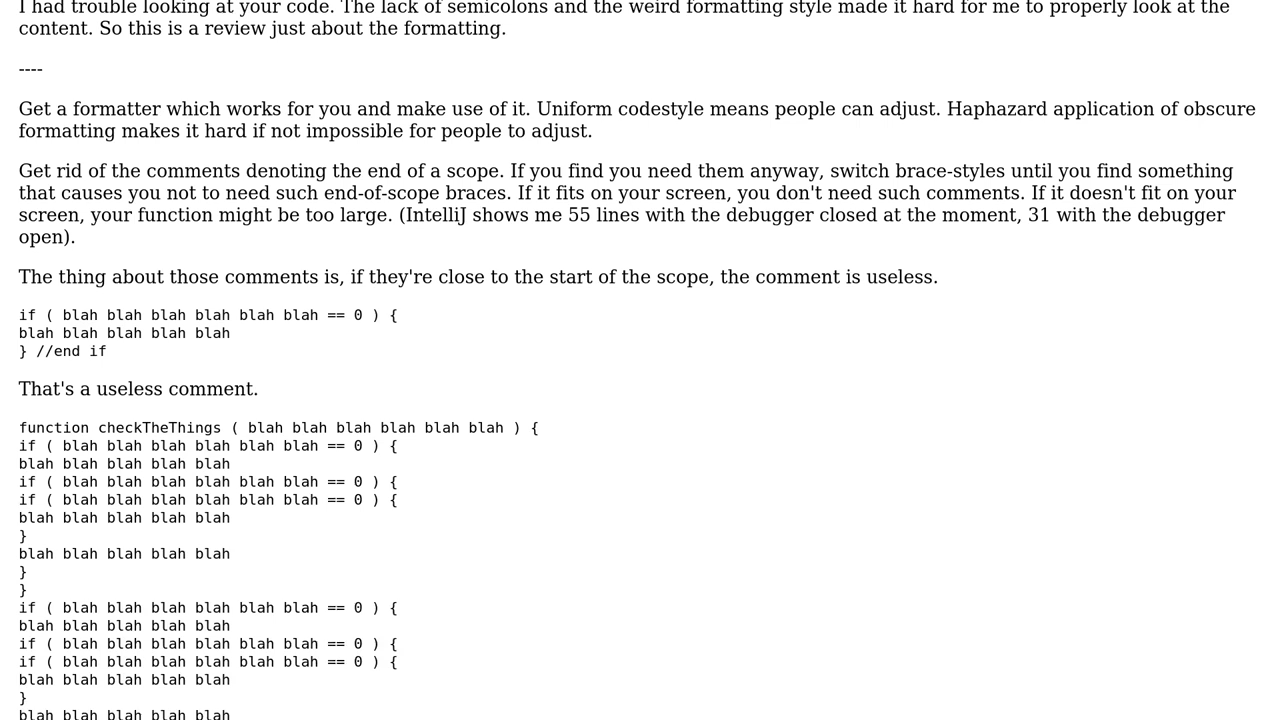 I had trouble looking at your code. The lack of semicolons and the weird formatting style made it hard for me to properly look at the
content. So this is a review just about the formatting.
----
Get a formatter which works for you and make use of it. Uniform codestyle means people can adjust. Haphazard application of obscure
formatting makes it hard if not impossible for people to adjust.
Get rid of the comments denoting the end of a scope. If you find you need them anyway, switch brace-styles until you find something
that causes you not to need such end-of-scope braces. If it fits on your screen, you don't need such comments. If it doesn't fit on your
screen, your function might be too large. (IntelliJ shows me 55 lines with the debugger closed at the moment, 31 with the debugger
open).
The thing about those comments is, if they're close to the start of the scope, the comment is useless.
if ( blah blah blah blah blah blah == 0 ) {
blah blah blah blah blah
} //end if
That's a useless comment.
function checkTheThings ( blah blah blah blah blah blah ) {
if ( blah blah blah blah blah blah == 0 ) {
blah blah blah blah blah
if ( blah blah blah blah blah blah == 0 ) {
if ( blah blah blah blah blah blah == 0 ) {
blah blah blah blah blah
}
blah blah blah blah blah
}
}
if ( blah blah blah blah blah blah == 0 ) {
blah blah blah blah blah
if ( blah blah blah blah blah blah == 0 ) {
if ( blah blah blah blah blah blah == 0 ) {
blah blah blah blah blah
}
blah blah blah blah blah